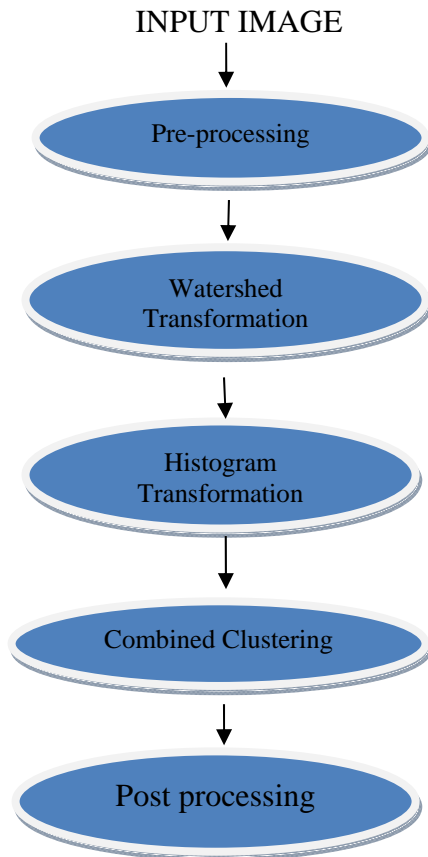 INPUT IMAGE
Pre-processing
Watershed
Transformation
Histogram
Transformation
Combined Clustering
Post processing